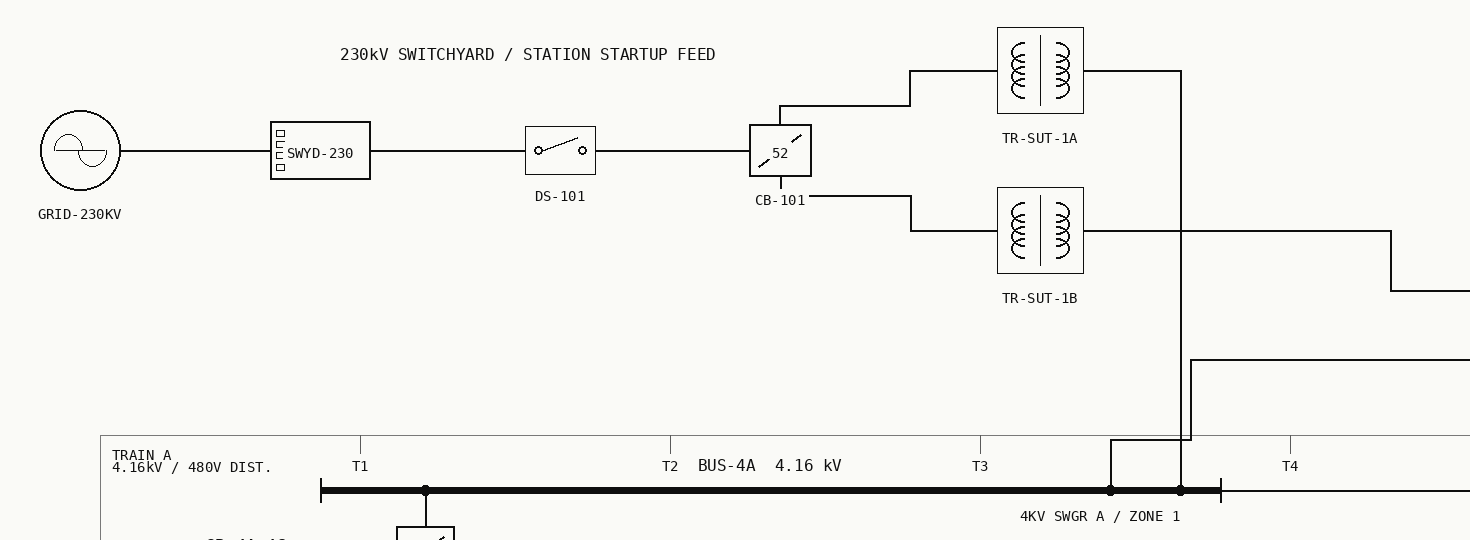 230kV SWITCHYARD / STATION STARTUP FEED
TR-SUT-1A
SWYD-230
52
DS-101
CB-101
GRID-230KV
TR-SUT-1B
TRAIN A
4.16kV / 480V DIST.
T1
T2
BUS-4A 4.16 kV
T3
T4
4KV SWGR A / ZONE 1